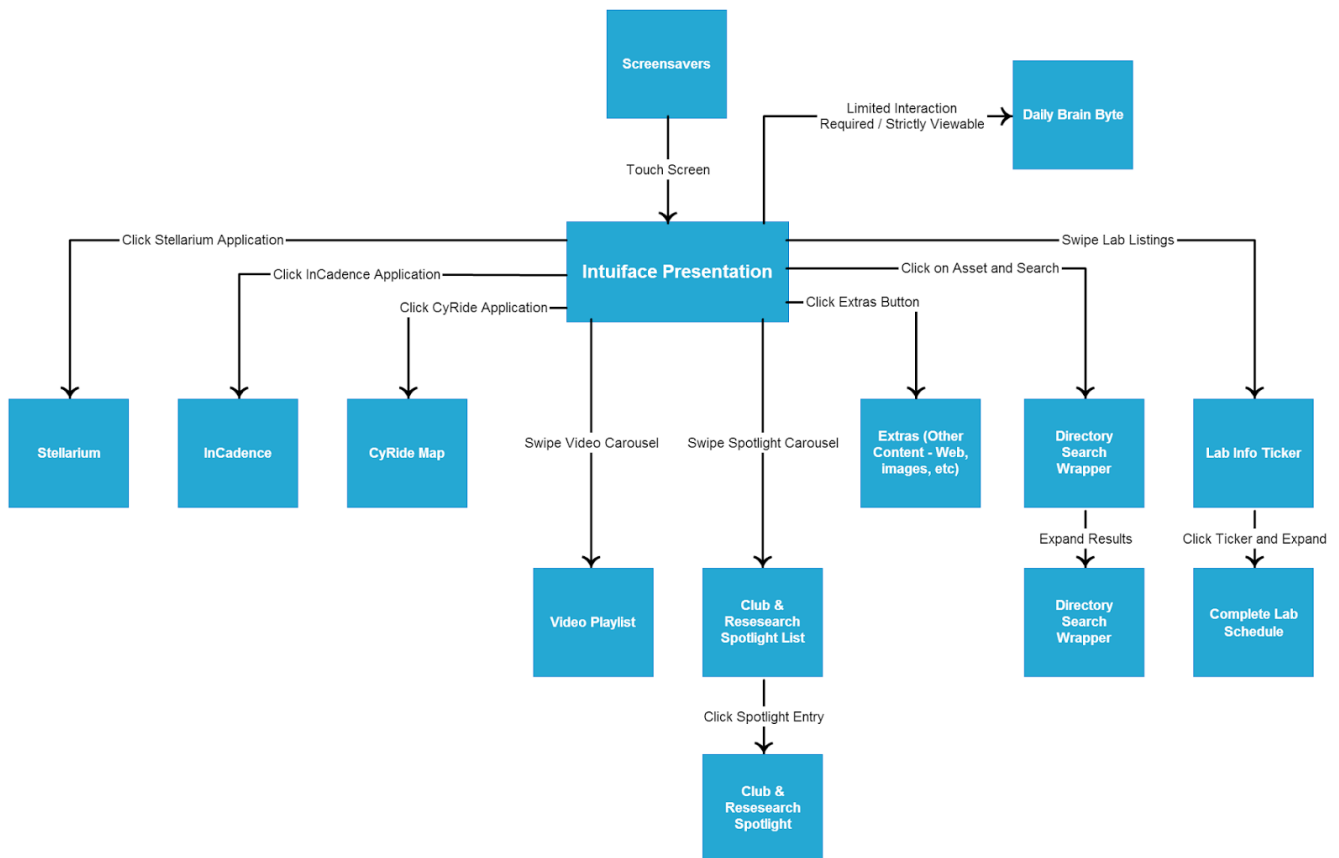 Screensavers
Limited Interaction
Required / Strictly Viewable
Daily Brain Byte
Touch Screen
Click Stellarium Application
Intuiface Presentation
Swipe Lab Listings
Click InCadence Application
Click on Asset and Search
Click CyRide Application
Click Extras Button
Stellarium
InCadence
CyRide Map
Swipe Video Carousel
Swipe Spotlight Carousel
Extras (Other
Content - Web,
images, etc)
Directory
Search
Wrapper
Lab Info Ticker
Expand Results
Click Ticker and Expand
Video Playlist
Club &
Resesearch
Spotlight List
Directory
Search
Wrapper
Complete Lab
Schedule
Click Spotlight Entry
Club &
Resesearch
Spotlight